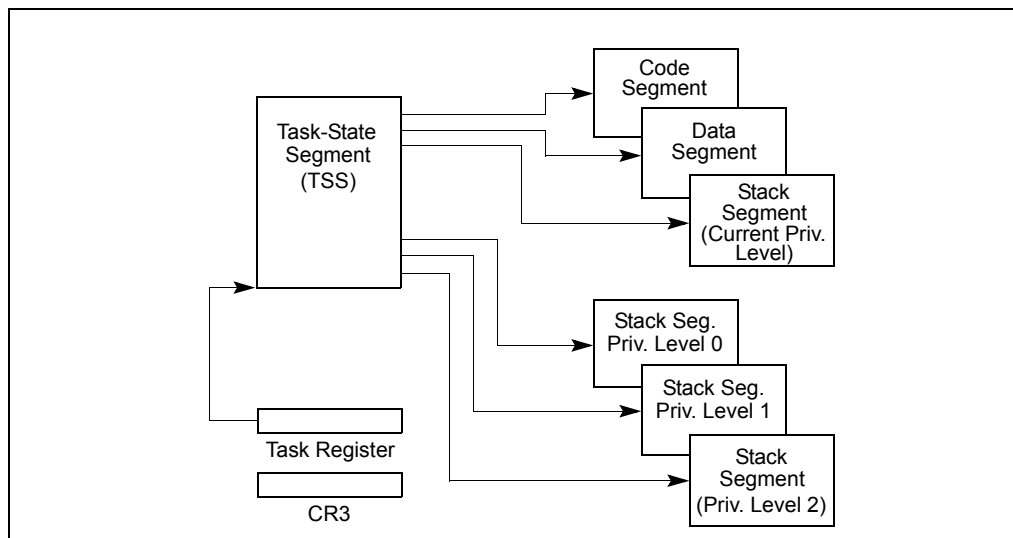 Task-State
Segment
(TSS)
Code
Segment
Data
Segment
Stack
Segment
(Current Priv.
Level)
Stack Seg.
Priv. Level 0
Stack Seg.
Priv. Level 1
Stack
Segment
(Priv. Level 2)
Task Register
CR3